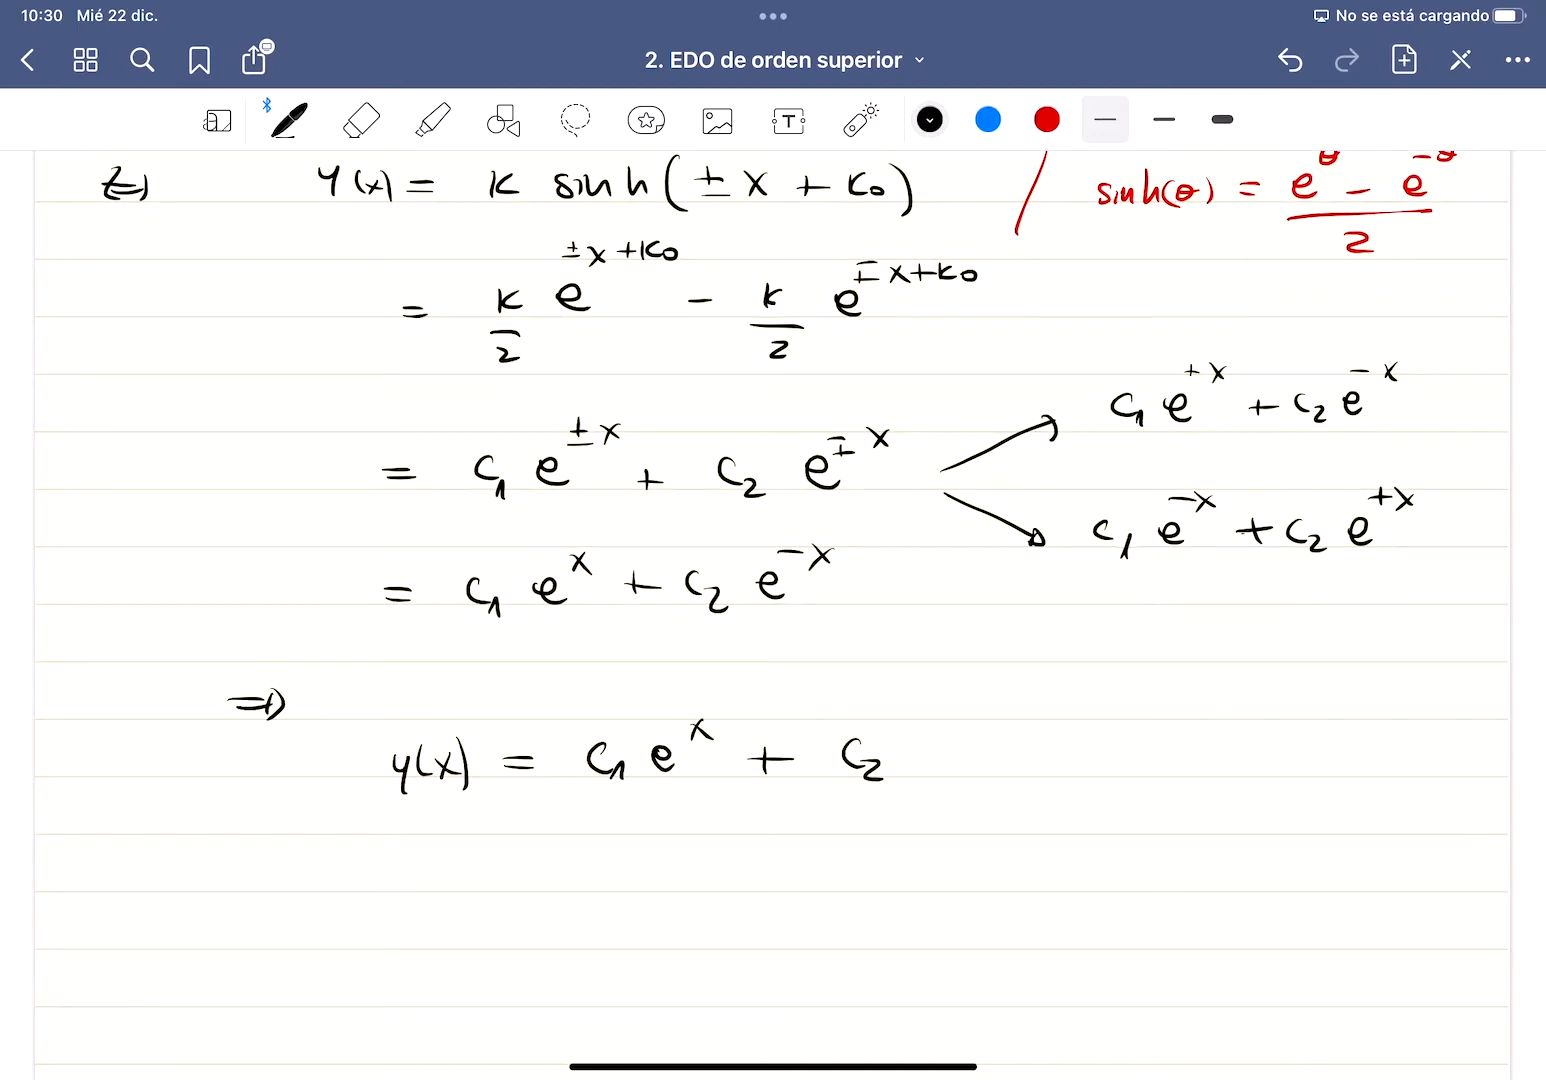 10:30 Mié 22 dic. No se está cargando
2. EDO de orden superior
T
⇒ y(x) = K sinh(± x + K₀) / sinh(θ) = (e^θ − e^−θ)/2
= K/2 e^(±x+K₀) − K/2 e^(∓x+K₀)
= C₁ e^(±x) + C₂ e^(∓x)
C₁ e^(+x) + C₂ e^(−x)
C₁ e^(−x) + C₂ e^(+x)
= C₁ e^x + C₂ e^(−x)
⇒
y(x) = C₁ e^x + C₂